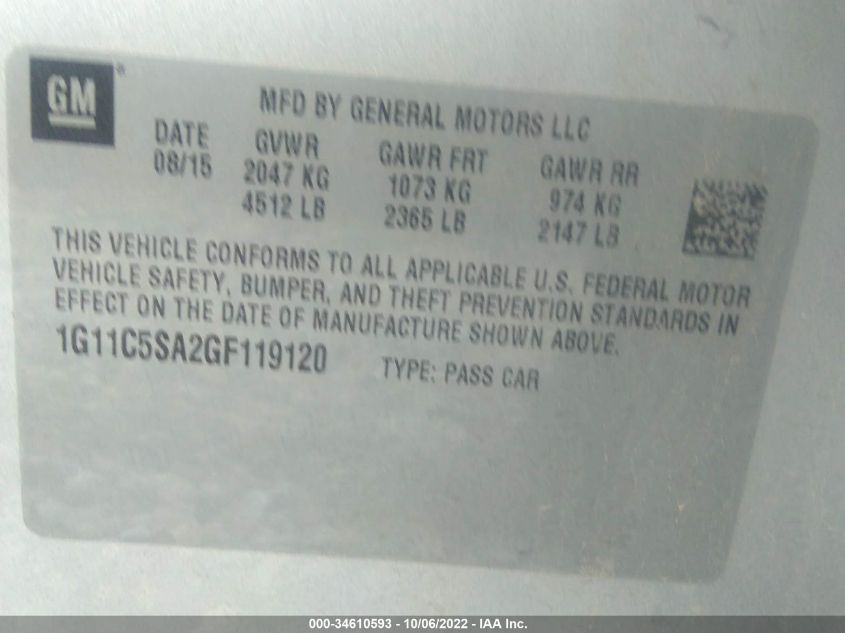 GM®
MFD BY GENERAL MOTORS LLC
DATE GVWR GAWR FRT GAWR RR
08/15 2047 KG 1073 KG 974 KG
4512 LB 2365 LB 2147 LB
THIS VEHICLE CONFORMS TO ALL APPLICABLE U.S. FEDERAL MOTOR
VEHICLE SAFETY, BUMPER, AND THEFT PREVENTION STANDARDS IN
EFFECT ON THE DATE OF MANUFACTURE SHOWN ABOVE.
1G11C5SA2GF119120 TYPE: PASS CAR
000-34610593 - 10/06/2022 - IAA Inc.